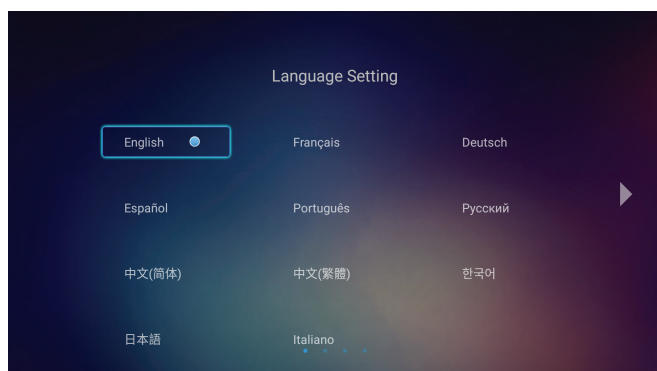 Language Setting
English Français Deutsch
Español Português Русский
中文(简体) 中文(繁體) 한국어
日本語 Italiano